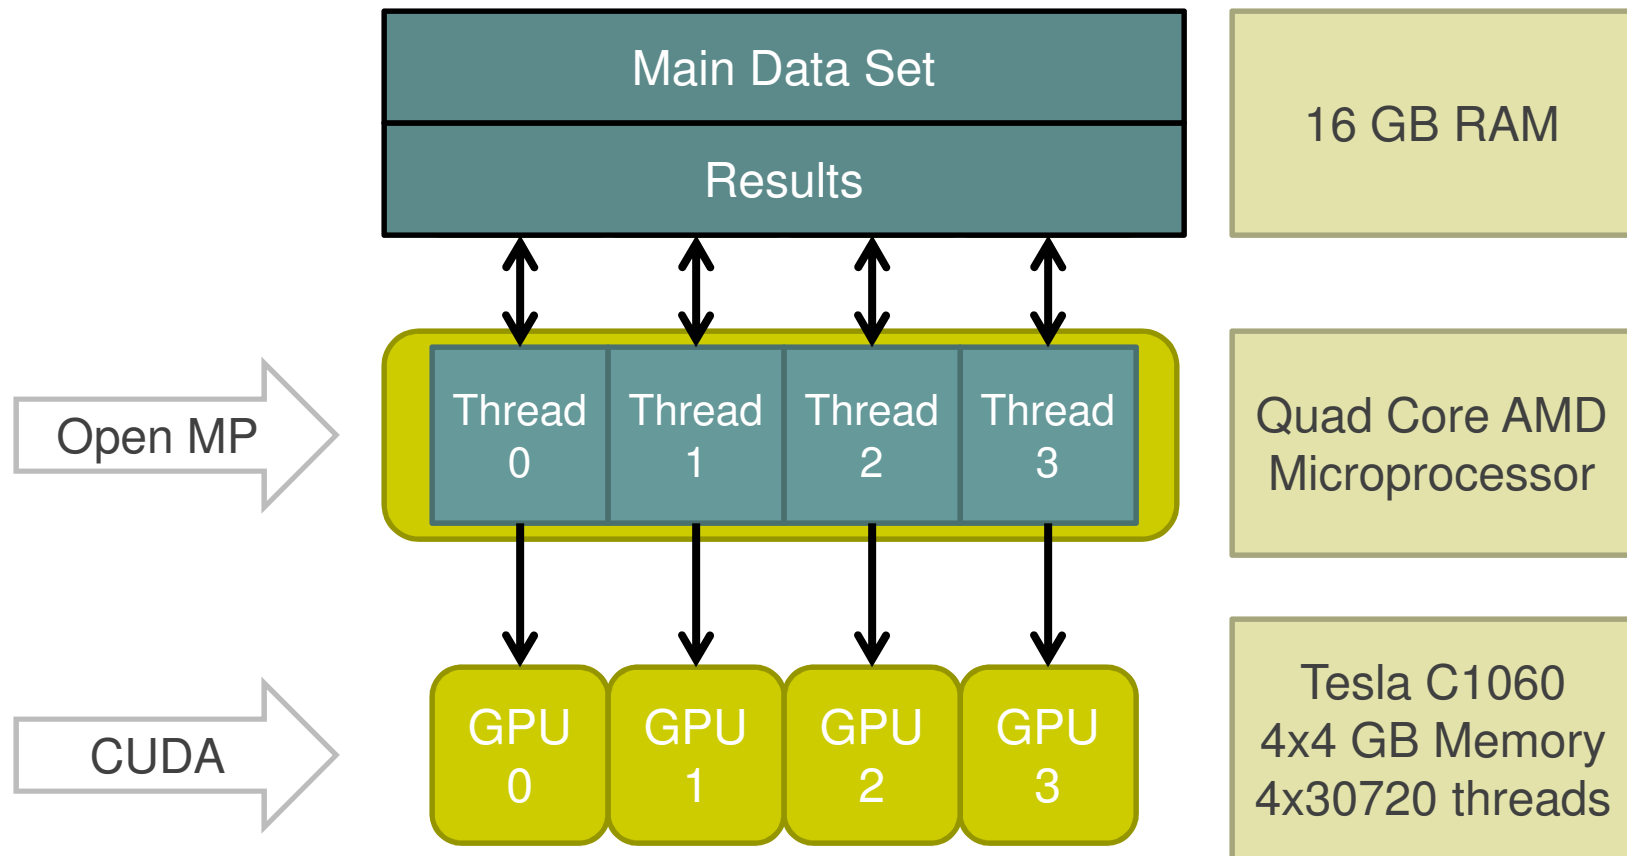 Main Data Set
Results
16 GB RAM
Open MP
Thread
0
Thread
1
Thread
2
Thread
3
Quad Core AMD
Microprocessor
CUDA
GPU
0
GPU
1
GPU
2
GPU
3
Tesla C1060
4x4 GB Memory
4x30720 threads